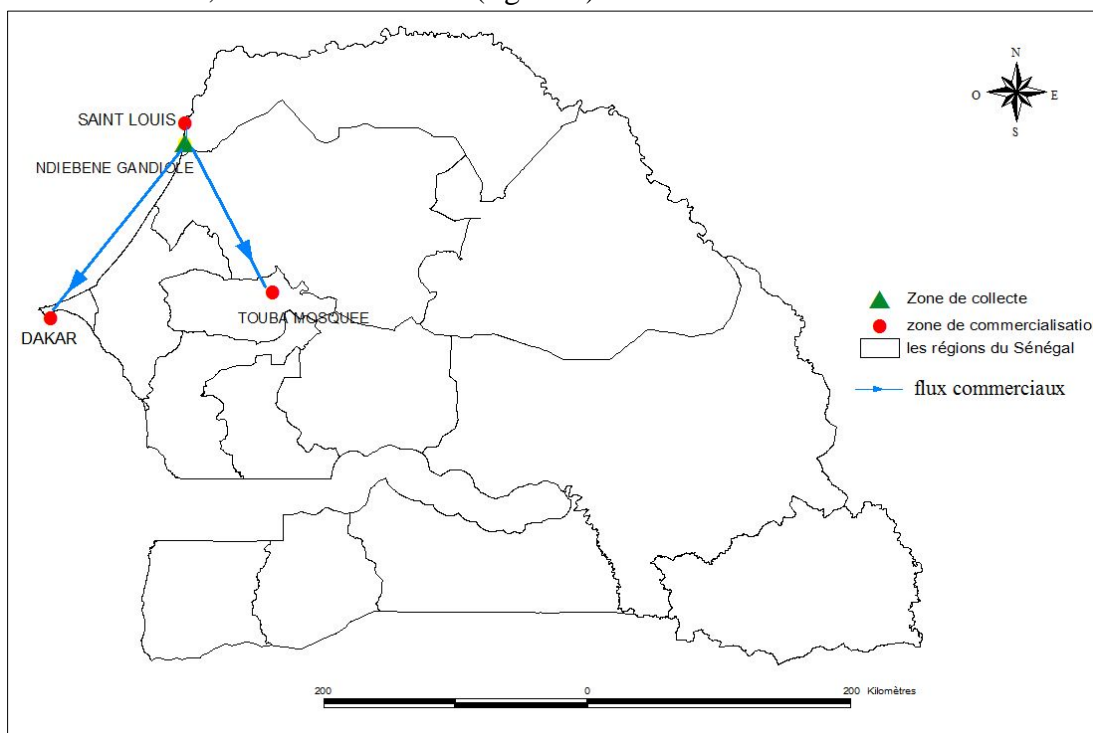 N
O E
S
SAINT LOUIS
NDIEBENE GANDIOLE
TOUBA MOSQUEE
DAKAR
Zone de collecte
zone de commercialisatio
les régions du Sénégal
flux commerciaux
200 0 200 Kilomètres